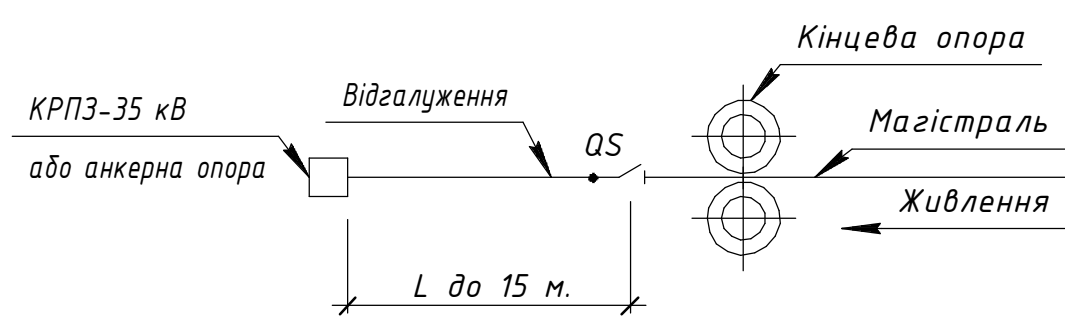 Кінцева опора
КРПЗ-35 кВ
Відгалуження
QS
Магістраль
або анкерна опора
Живлення
L до 15 м.